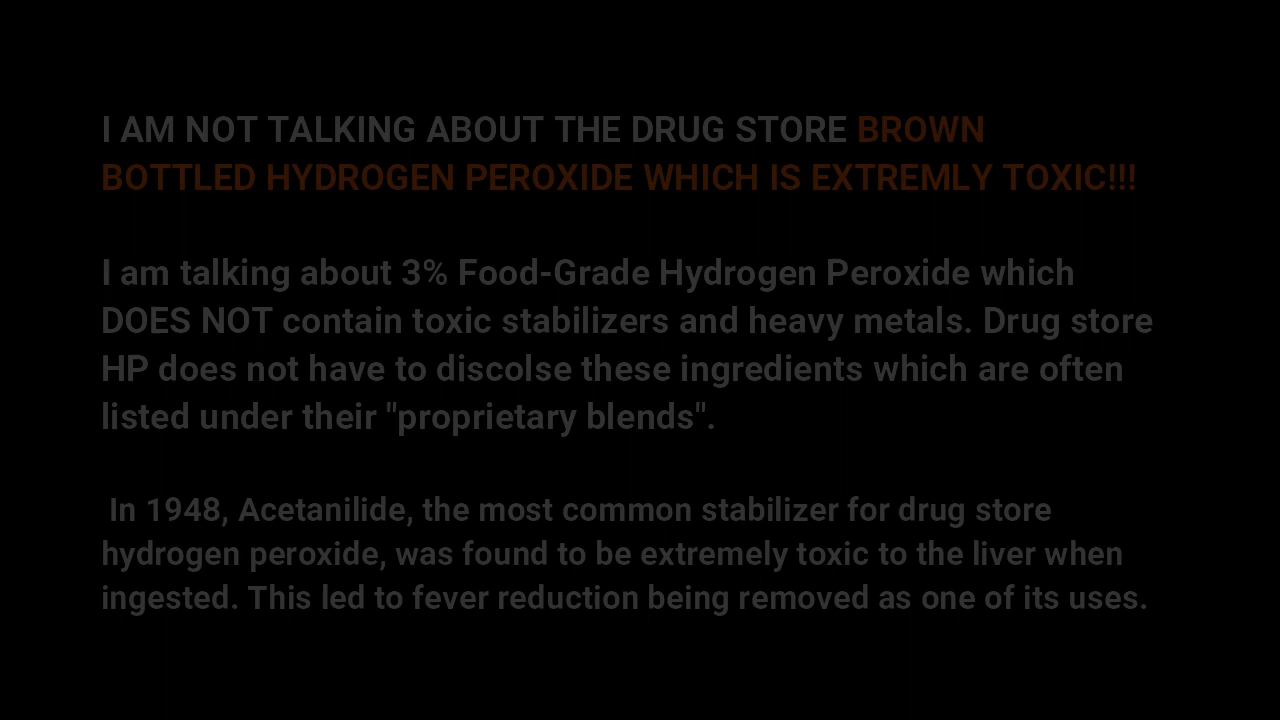 I AM NOT TALKING ABOUT THE DRUG STORE BROWN
BOTTLED HYDROGEN PEROXIDE WHICH IS EXTREMLY TOXIC!!!
I am talking about 3% Food-Grade Hydrogen Peroxide which
DOES NOT contain toxic stabilizers and heavy metals. Drug store
HP does not have to discolse these ingredients which are often
listed under their "proprietary blends".
In 1948, Acetanilide, the most common stabilizer for drug store
hydrogen peroxide, was found to be extremely toxic to the liver when
ingested. This led to fever reduction being removed as one of its uses.